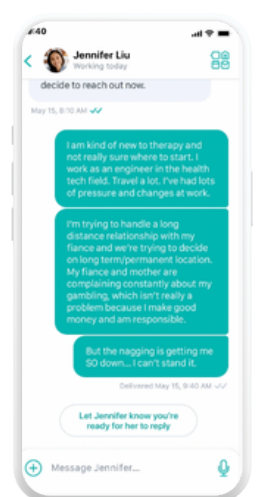 4:40
Jennifer Liu
Working today
decide to reach out now.
May 15, 8:10 AM
I am kind of new to therapy and
not really sure where to start. I
work as an engineer in the health
tech field. Travel a lot. I've had lots
of pressure and changes at work.
I'm trying to handle a long
distance relationship with my
fiance and we're trying to decide
on long term/permanent location.
My fiance and mother are
complaining constantly about my
gambling, which isn't really a
problem because I make good
money and am responsible.
But the nagging is getting me
SO down... I can't stand it.
Delivered May 15, 9:40 AM
Let Jennifer know you're
ready for her to reply
Message Jennifer...